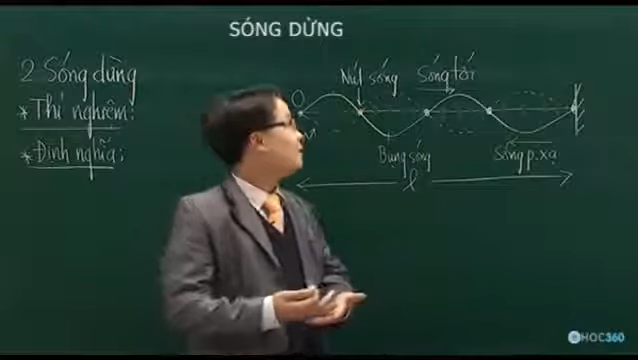 SÓNG DỪNG
2 Sóng dừng
* Thí nghiệm:
* Định nghĩa:
O
Nút sóng
Sóng tới
M
Bụng sóng
Sóng p.xạ
l
HOC360